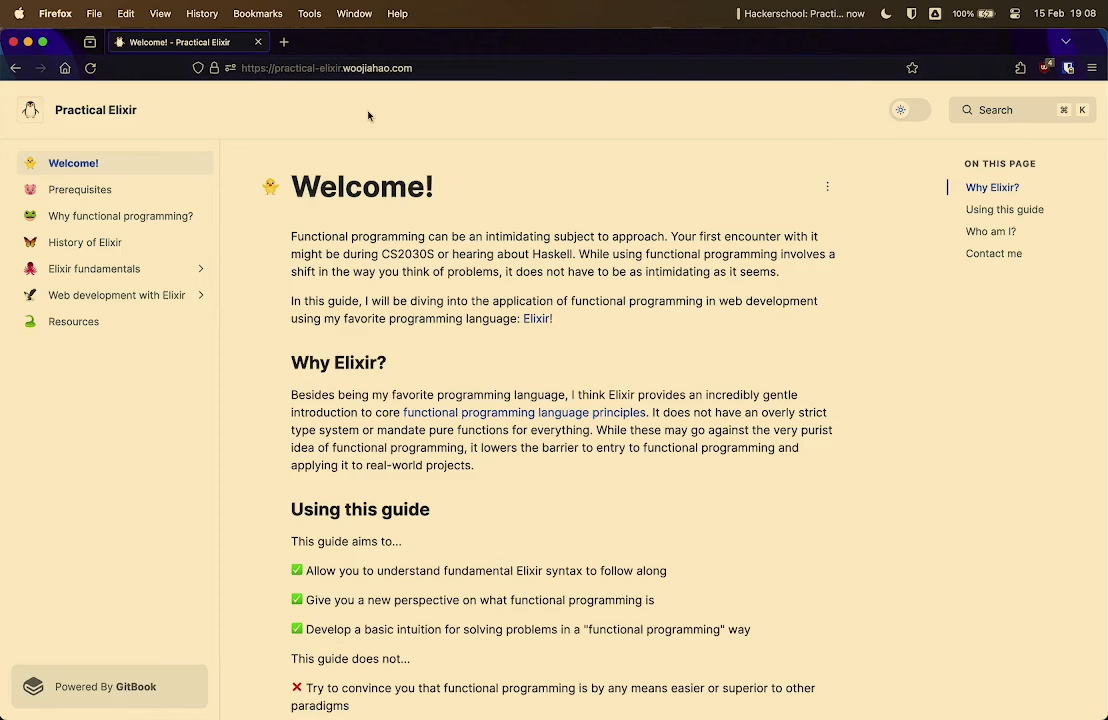 Firefox File Edit View History Bookmarks Tools Window Help
Hackerschool: Practi... now
100%
15 Feb 19:08
Welcome! - Practical Elixir
https://practical-elixir.woojiahao.com
4
Practical Elixir
Search
⌘ K
Welcome!
Prerequisites
Why functional programming?
History of Elixir
Elixir fundamentals
Web development with Elixir
Resources
Powered By GitBook
Welcome!
Functional programming can be an intimidating subject to approach. Your first encounter with it
might be during CS2030S or hearing about Haskell. While using functional programming involves a
shift in the way you think of problems, it does not have to be as intimidating as it seems.
In this guide, I will be diving into the application of functional programming in web development
using my favorite programming language: Elixir!
Why Elixir?
Besides being my favorite programming language, I think Elixir provides an incredibly gentle
introduction to core functional programming language principles. It does not have an overly strict
type system or mandate pure functions for everything. While these may go against the very purist
idea of functional programming, it lowers the barrier to entry to functional programming and
applying it to real-world projects.
Using this guide
This guide aims to...
✅ Allow you to understand fundamental Elixir syntax to follow along
✅ Give you a new perspective on what functional programming is
✅ Develop a basic intuition for solving problems in a "functional programming" way
This guide does not...
❌ Try to convince you that functional programming is by any means easier or superior to other
paradigms
ON THIS PAGE
Why Elixir?
Using this guide
Who am I?
Contact me